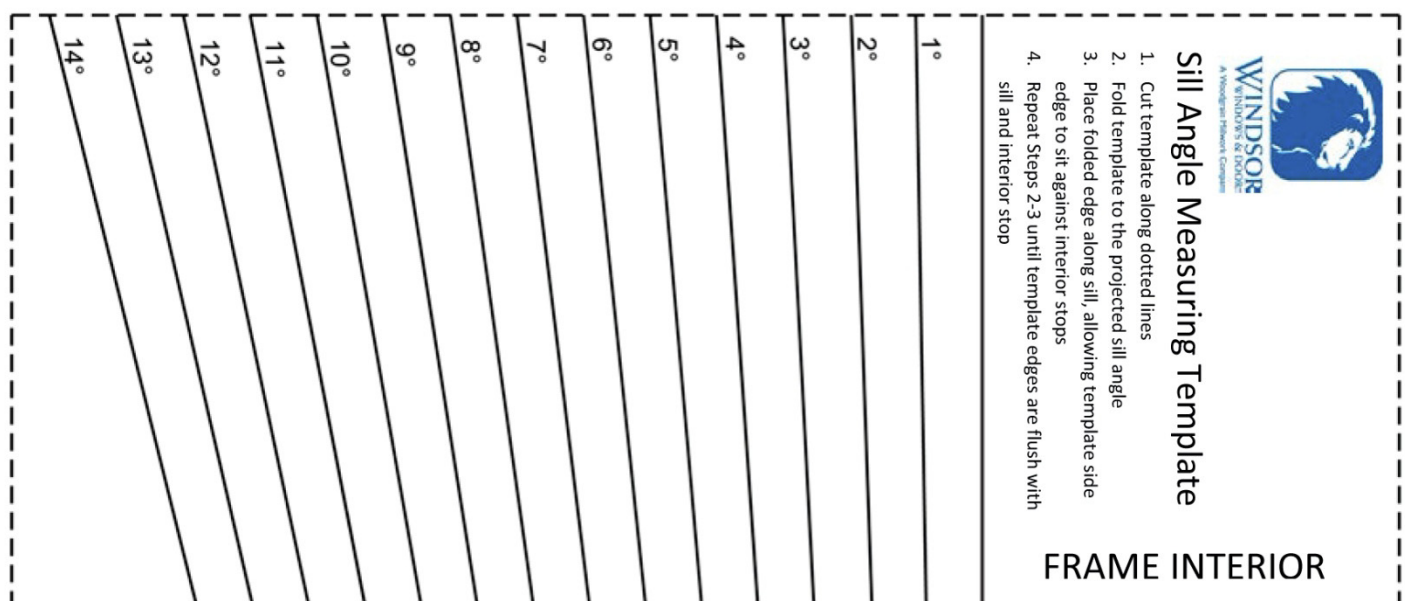 WINDSOR
WINDOWS & DOORS
A Woodgrain Millwork Company
Sill Angle Measuring Template
1. Cut template along dotted lines
2. Fold template to the projected sill angle
3. Place folded edge along sill, allowing template side
edge to sit against interior stops
4. Repeat Steps 2-3 until template edges are flush with
sill and interior stop
FRAME INTERIOR
1°
2°
3°
4°
5°
6°
7°
8°
9°
10°
11°
12°
13°
14°